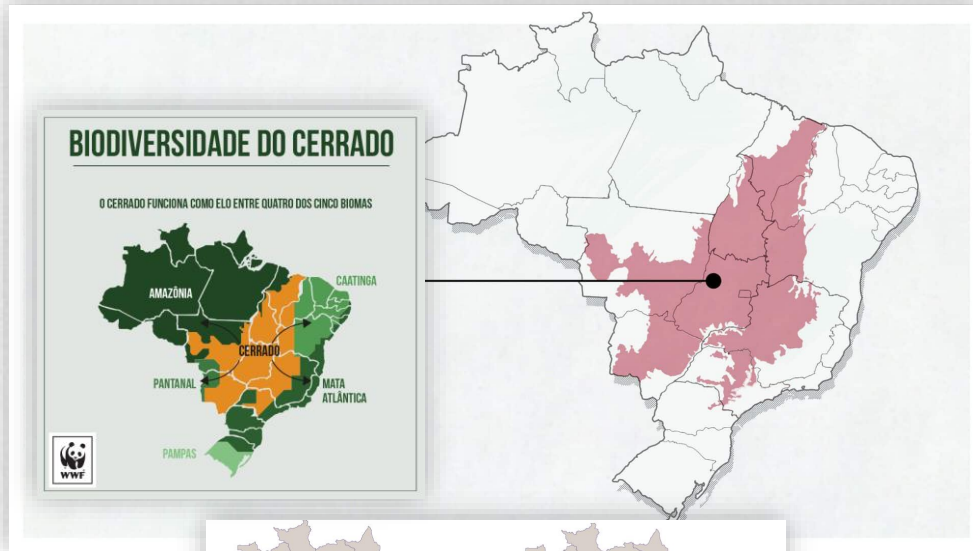 BIODIVERSIDADE DO CERRADO
O CERRADO FUNCIONA COMO ELO ENTRE QUATRO DOS CINCO BIOMAS
CAATINGA
AMAZÔNIA
CERRADO
PANTANAL
MATA
ATLÂNTICA
PAMPAS
WWF